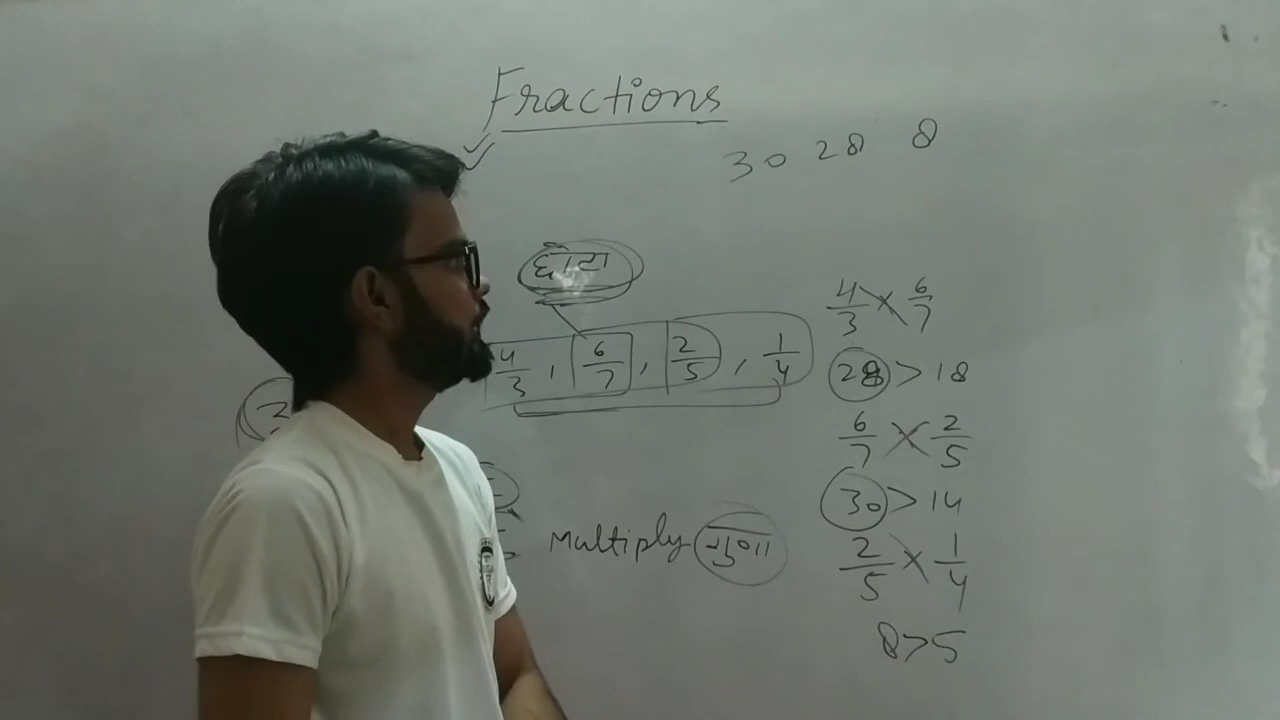 Fractions
30 28 8
छोटा
4/3, 6/7, 2/5, 1/4
4/3 × 6/7
28 > 18
6/7 × 2/5
30 > 14
Multiply गुणा
2/5 × 1/4
8 > 5